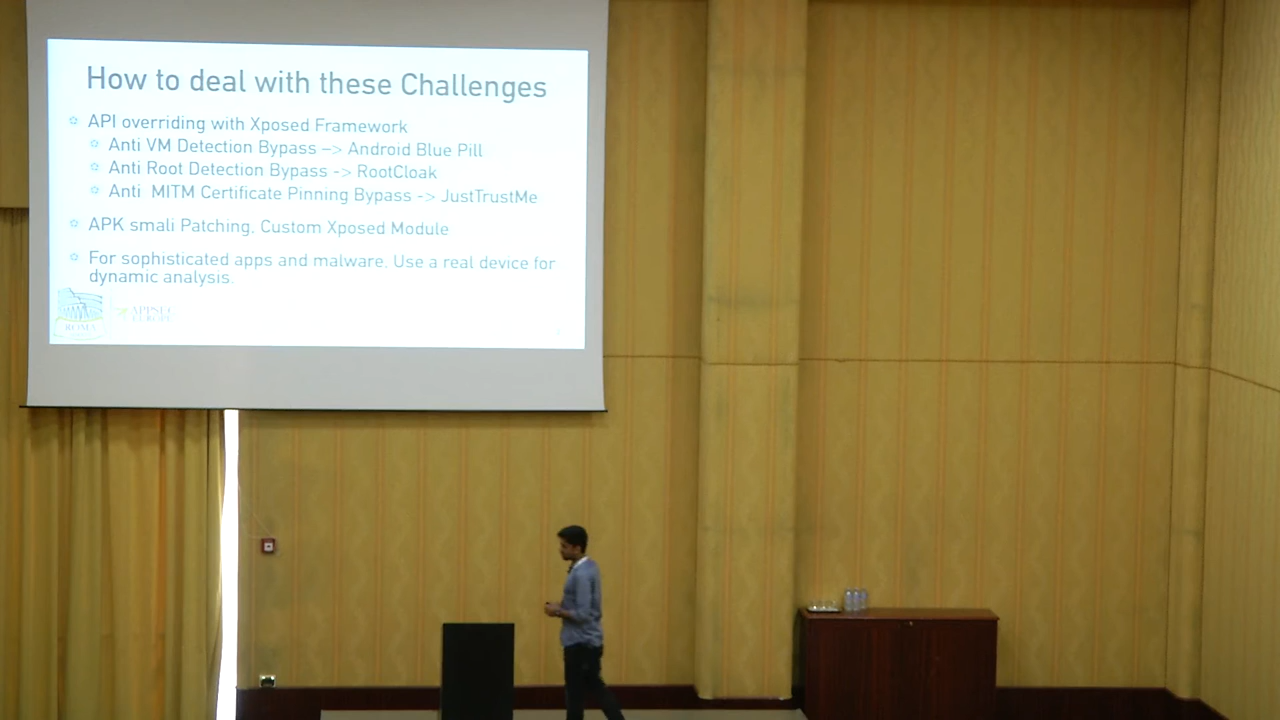 How to deal with these Challenges
API overriding with Xposed Framework
Anti VM Detection Bypass –> Android Blue Pill
Anti Root Detection Bypass -> RootCloak
Anti MITM Certificate Pinning Bypass -> JustTrustMe
APK smali Patching, Custom Xposed Module
For sophisticated apps and malware, Use a real device for
dynamic analysis.